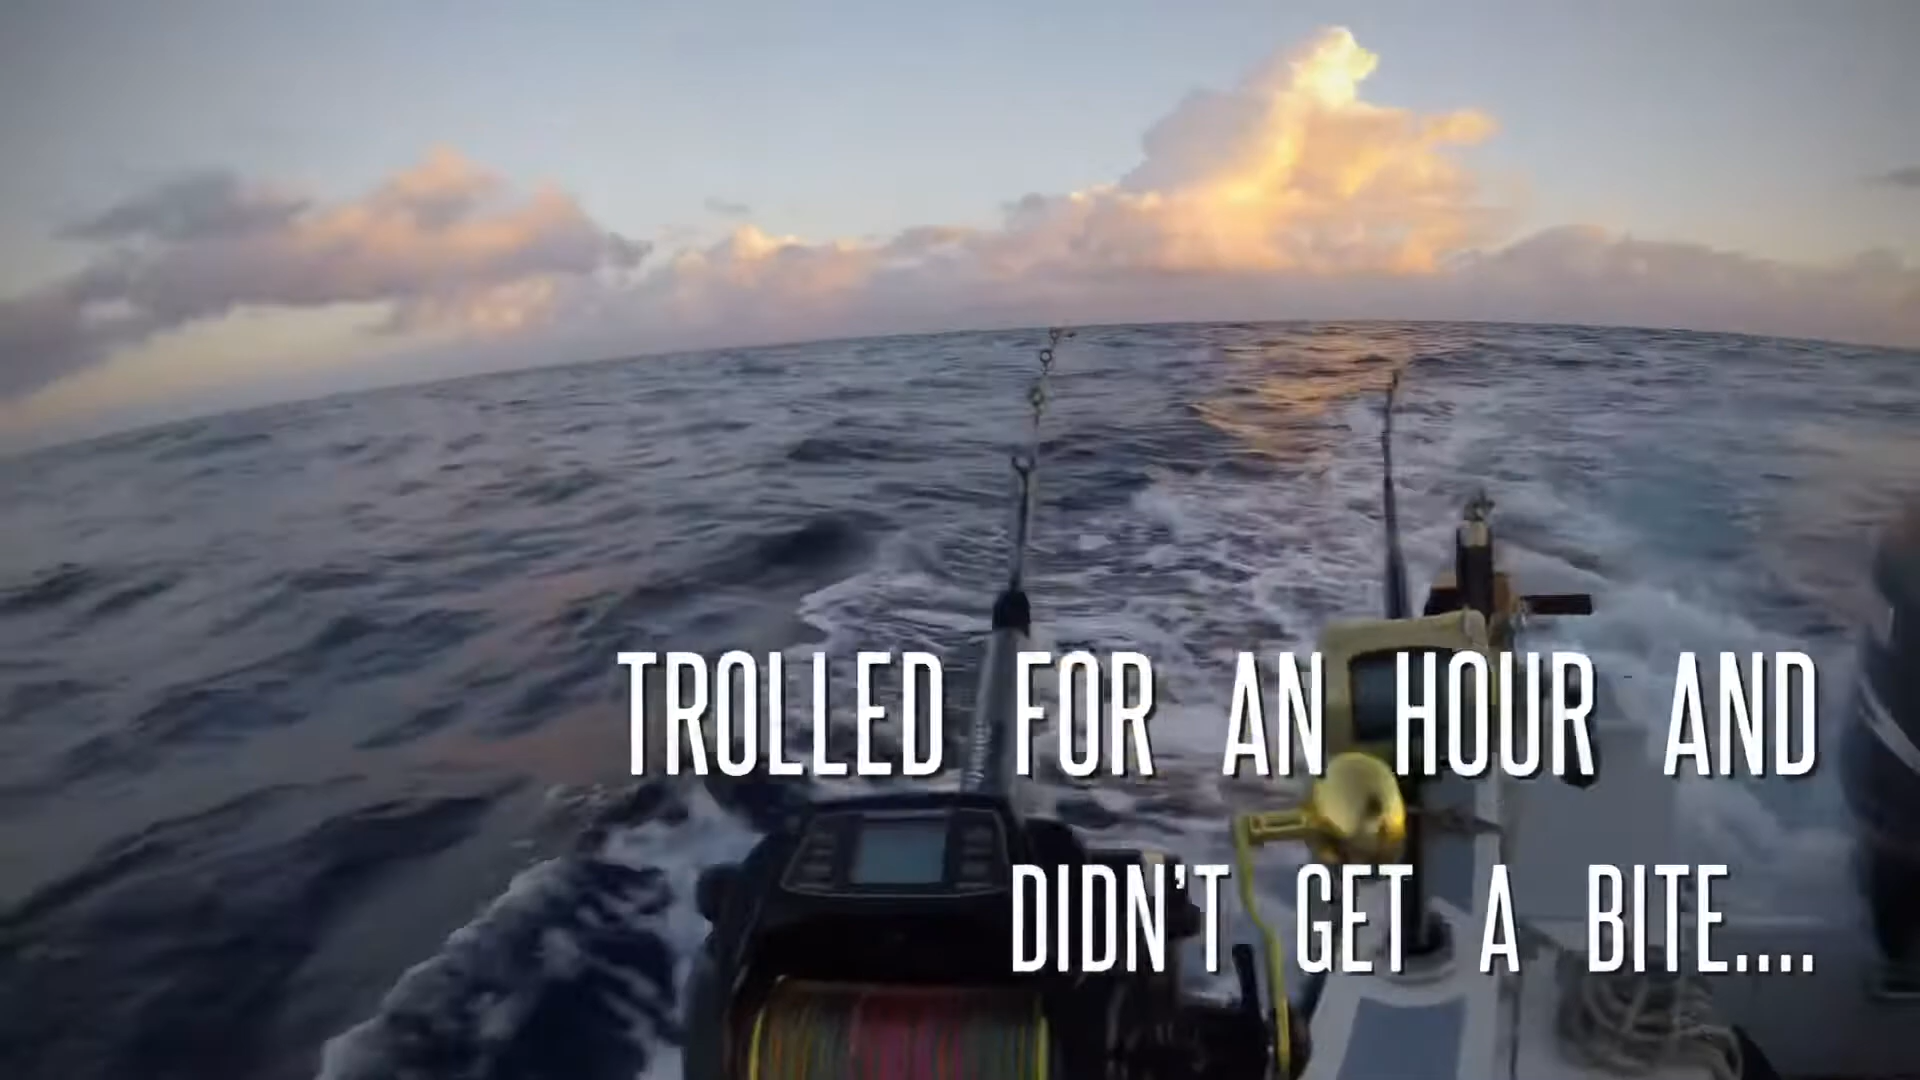 TROLLED FOR AN HOUR AND
DIDN'T GET A BITE....